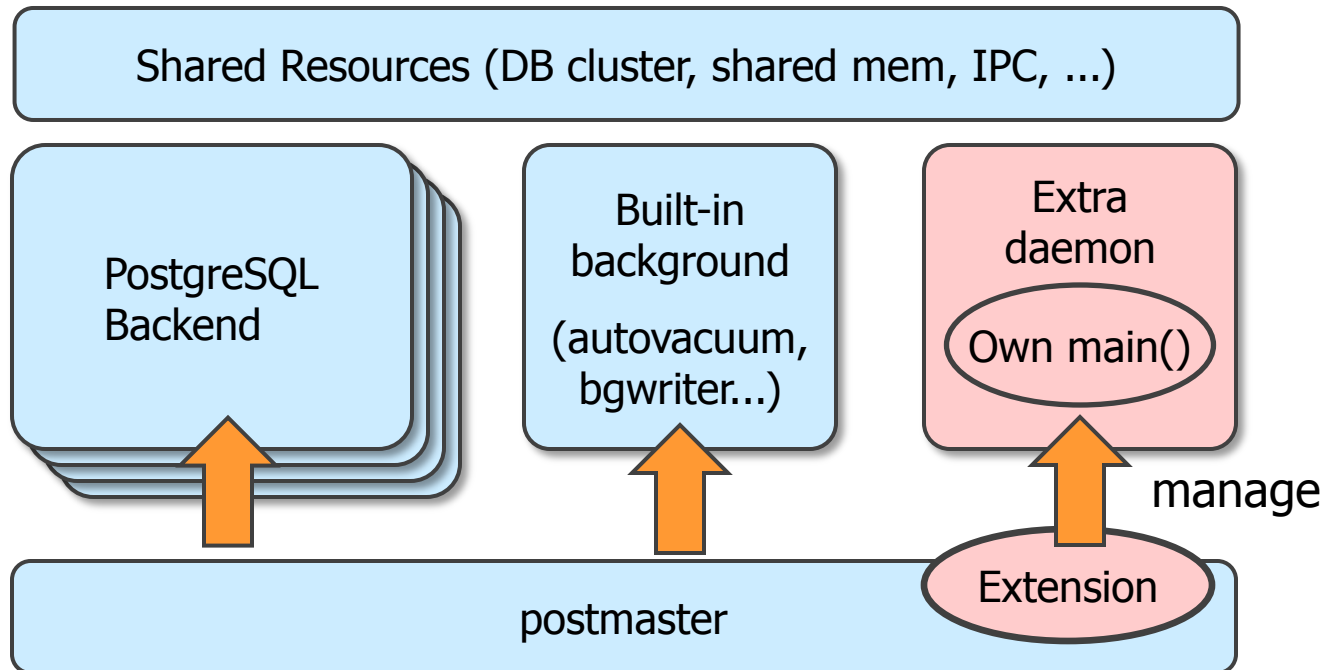 Shared Resources (DB cluster, shared mem, IPC, ...)
PostgreSQL
Backend
Built-in
background
(autovacuum,
bgwriter...)
Extra
daemon
Own main()
manage
Extension
postmaster